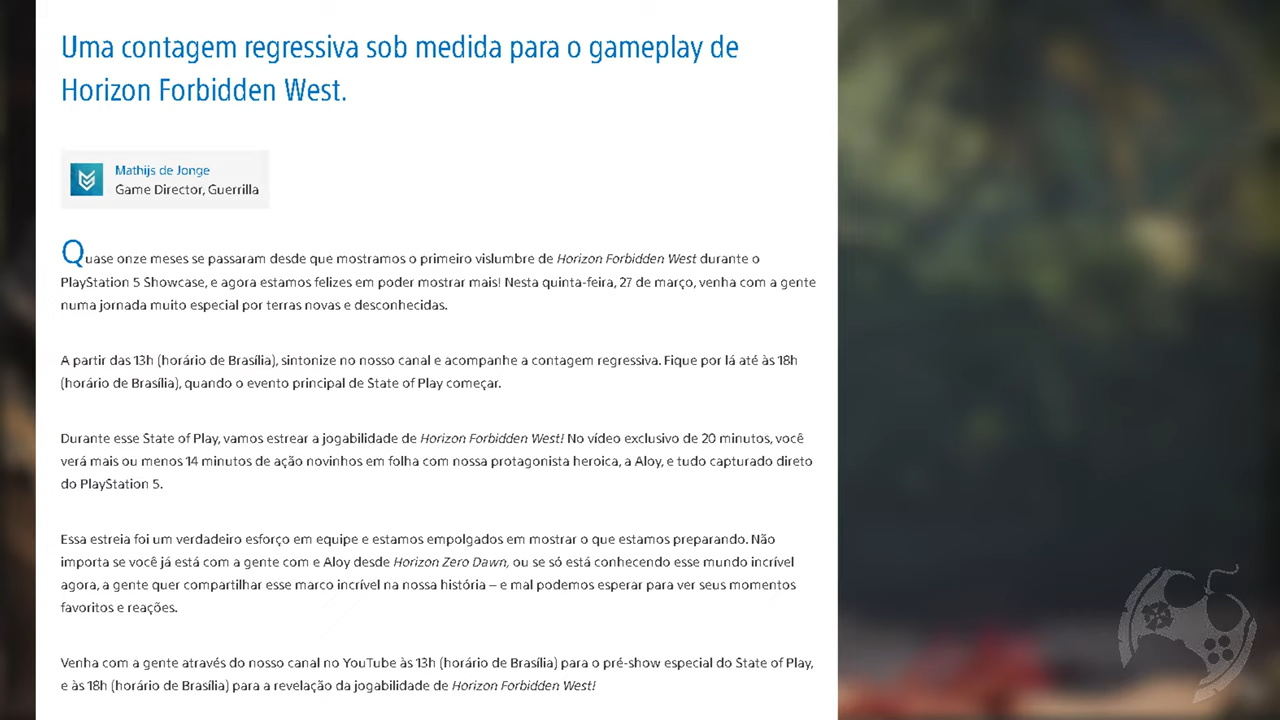 Uma contagem regressiva sob medida para o gameplay de
Horizon Forbidden West.
Mathijs de Jonge
Game Director, Guerrilla
Quase onze meses se passaram desde que mostramos o primeiro vislumbre de Horizon Forbidden West durante o
PlayStation 5 Showcase, e agora estamos felizes em poder mostrar mais! Nesta quinta-feira, 27 de março, venha com a gente
numa jornada muito especial por terras novas e desconhecidas.
A partir das 13h (horário de Brasília), sintonize no nosso canal e acompanhe a contagem regressiva. Fique por lá até às 18h
(horário de Brasília), quando o evento principal de State of Play começar.
Durante esse State of Play, vamos estrear a jogabilidade de Horizon Forbidden West! No vídeo exclusivo de 20 minutos, você
verá mais ou menos 14 minutos de ação novinhos em folha com nossa protagonista heroica, a Aloy, e tudo capturado direto
do PlayStation 5.
Essa estreia foi um verdadeiro esforço em equipe e estamos empolgados em mostrar o que estamos preparando. Não
importa se você já está com a gente com e Aloy desde Horizon Zero Dawn, ou se só está conhecendo esse mundo incrível
agora, a gente quer compartilhar esse marco incrível na nossa história – e mal podemos esperar para ver seus momentos
favoritos e reações.
Venha com a gente através do nosso canal no YouTube às 13h (horário de Brasília) para o pré-show especial do State of Play,
e às 18h (horário de Brasília) para a revelação da jogabilidade de Horizon Forbidden West!